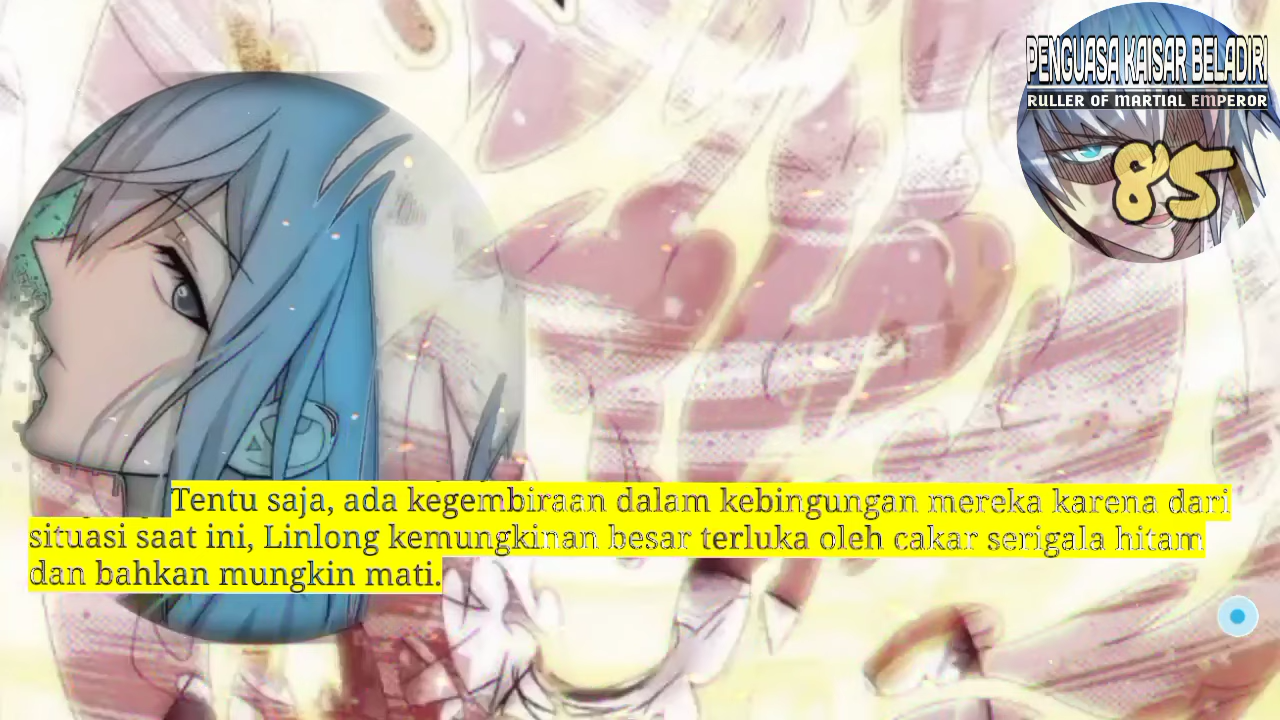 PENGUASA KAISAR BELADIRI
RULLER OF MARTIAL EMPEROR
85
Tentu saja, ada kegembiraan dalam kebingungan mereka karena dari
situasi saat ini, Linlong kemungkinan besar terluka oleh cakar serigala hitam
dan bahkan mungkin mati.